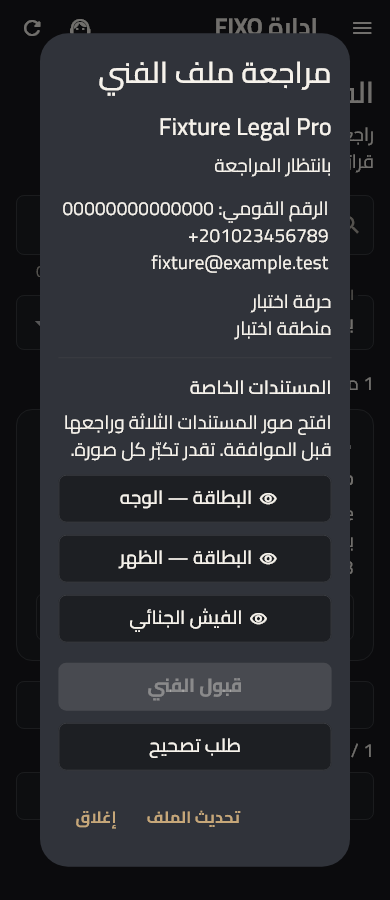 ادارة FIXO
مراجعة ملف الفني
Fixture Legal Pro
بانتظار المراجعة
الرقم القومي: 00000000000000
+201023456789
fixture@example.test
حرفة اختبار
منطقة اختبار
المستندات الخاصة
افتح صور المستندات الثلاثة وراجعها
قبل الموافقة. تقدر تكبّر كل صورة.
البطاقة — الوجه
البطاقة — الظهر
الفيش الجنائي
قبول الفني
طلب تصحيح
تحديث الملف
إغلاق